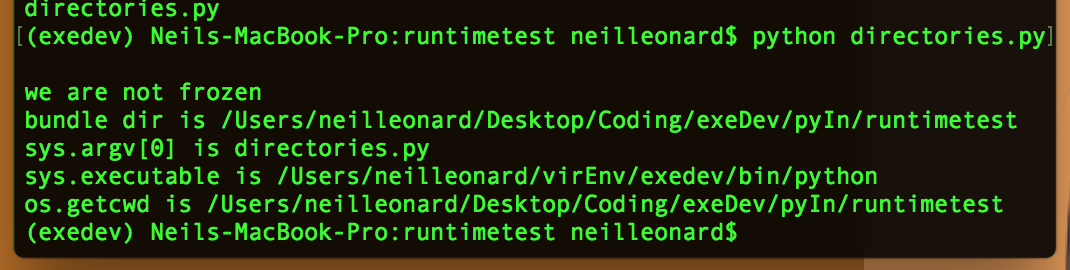 directories.py
[(exedev) Neils-MacBook-Pro:runtimetest neilleonard$ python directories.py]
we are not frozen
bundle dir is /Users/neilleonard/Desktop/Coding/exeDev/pyIn/runtimetest
sys.argv[0] is directories.py
sys.executable is /Users/neilleonard/virEnv/exedev/bin/python
os.getcwd is /Users/neilleonard/Desktop/Coding/exeDev/pyIn/runtimetest
(exedev) Neils-MacBook-Pro:runtimetest neilleonard$